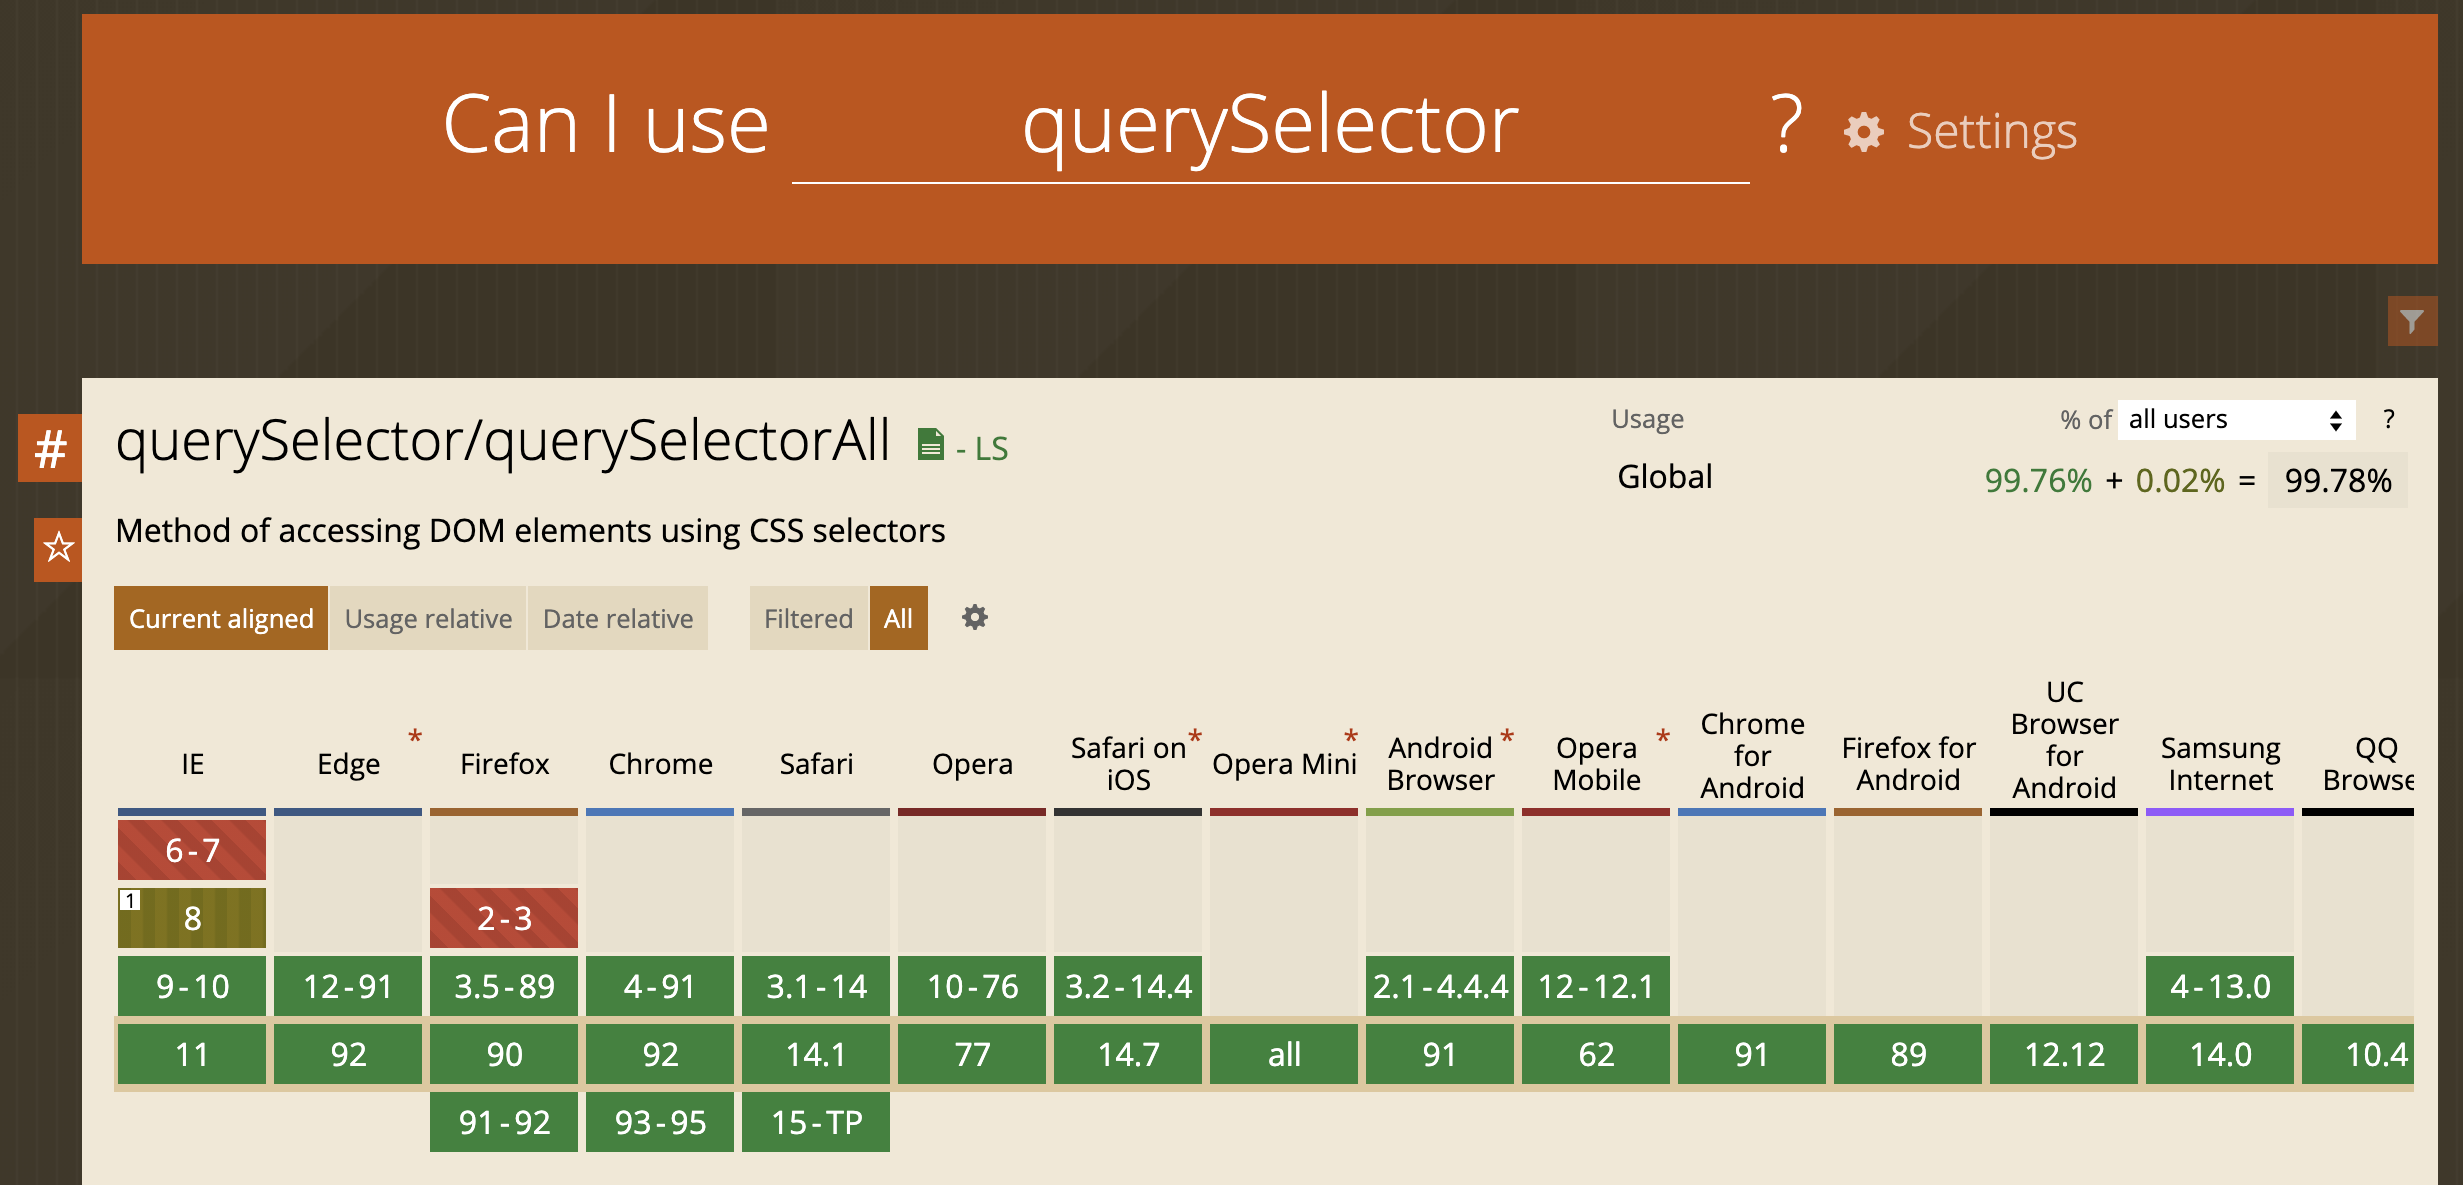 Can I use querySelector ? Settings
# querySelector/querySelectorAll - LS
Usage % of all users ?
Global 99.76% + 0.02% = 99.78%
Method of accessing DOM elements using CSS selectors
Current aligned Usage relative Date relative Filtered All
IE
Edge *
Firefox
Chrome
Safari
Opera
Safari on *
iOS
Opera Mini *
Android *
Browser
Opera *
Mobile
Chrome
for
Android
Firefox for
Android
UC
Browser
for
Android
Samsung
Internet
QQ
Browse
6-7
1 8 2-3
9-10 12-91 3.5-89 4-91 3.1-14 10-76 3.2-14.4 2.1-4.4.4 12-12.1 4-13.0
11 92 90 92 14.1 77 14.7 all 91 62 91 89 12.12 14.0 10.4
91-92 93-95 15-TP